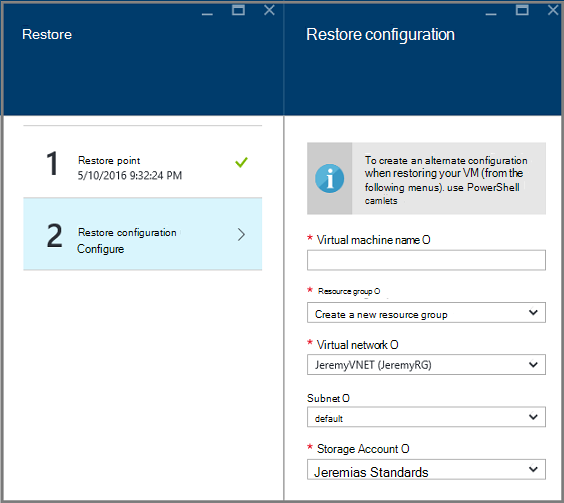 Restore
1
Restore point
5/10/2016 9:32:24 PM
2
Restore configuration
Configure
Restore configuration
To create an alternate configuration
when restoring your VM (from the
following menus). use PowerShell
camlets
* Virtual machine name O
* Resource group O
Create a new resource group
* Virtual network O
JeremyVNET (JeremyRG)
Subnet O
default
* Storage Account O
Jeremias Standards